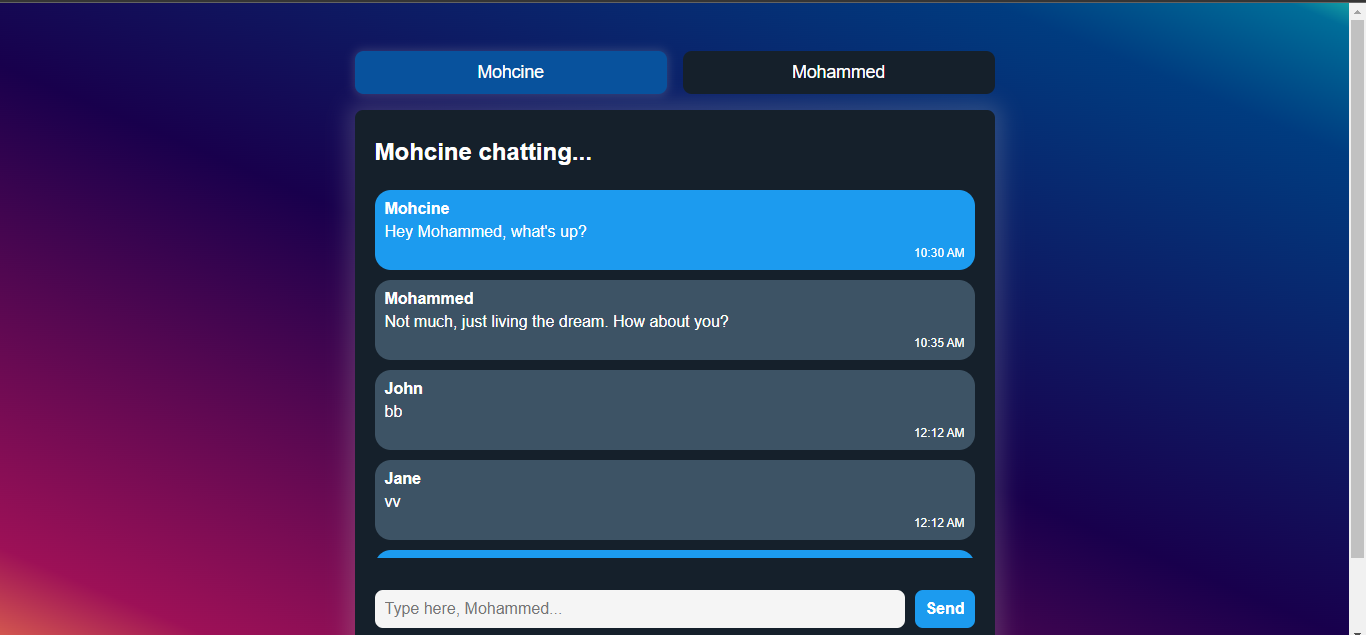 Mohcine
Mohammed
Mohcine chatting...
Mohcine
Hey Mohammed, what's up?
10:30 AM
Mohammed
Not much, just living the dream. How about you?
10:35 AM
John
bb
12:12 AM
Jane
vv
12:12 AM
Type here, Mohammed...
Send